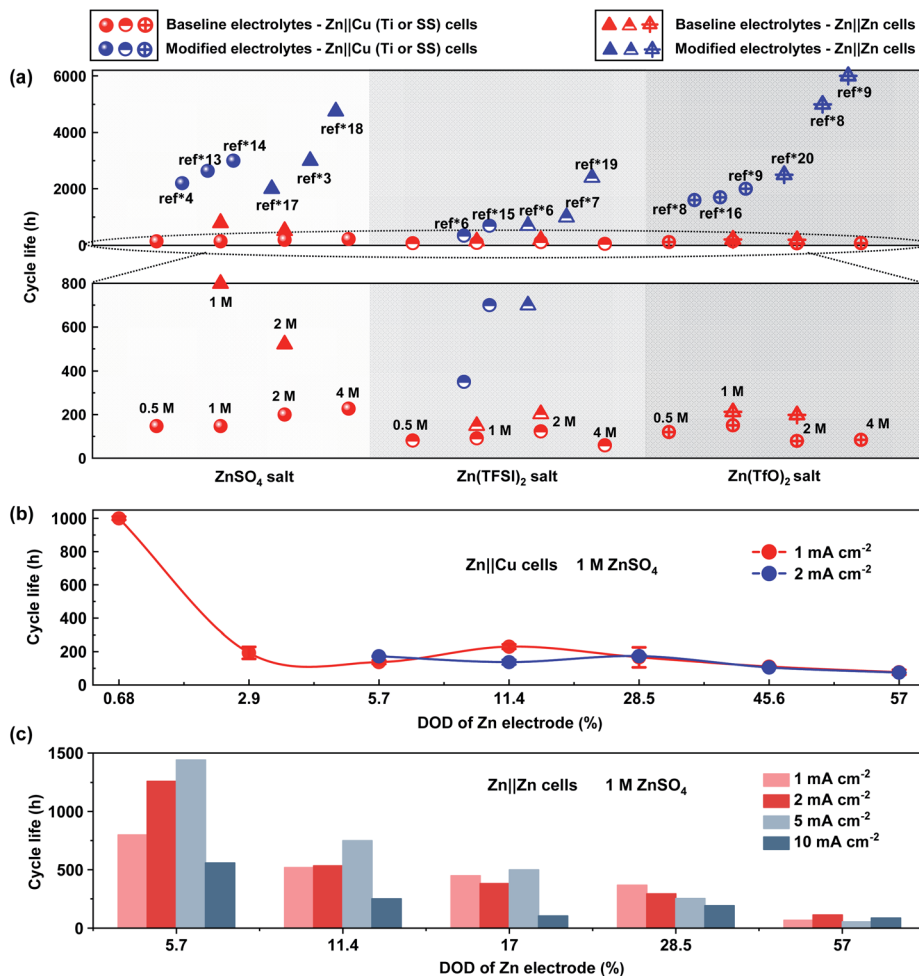 Baseline electrolytes - Zn||Cu (Ti or SS) cells
Modified electrolytes - Zn||Cu (Ti or SS) cells
Baseline electrolytes - Zn||Zn cells
Modified electrolytes - Zn||Zn cells
(a)
Cycle life (h)
6000
4000
2000
0
ref*4
ref*13
ref*14
ref*17
ref*3
ref*18
ref*6
ref*15
ref*6
ref*7
ref*19
ref*8
ref*16
ref*9
ref*20
ref*8
ref*9
800
600
400
200
0
0.5 M
1 M
1 M
2 M
2 M
4 M
0.5 M
1 M
2 M
4 M
0.5 M
1 M
2 M
4 M
ZnSO₄ salt
Zn(TFSI)₂ salt
Zn(TfO)₂ salt
(b)
Cycle life (h)
1000
800
600
400
200
0
Zn||Cu cells 1 M ZnSO₄
1 mA cm⁻²
2 mA cm⁻²
0.68 2.9 5.7 11.4 28.5 45.6 57
DOD of Zn electrode (%)
(c)
Cycle life (h)
1500
1000
500
0
Zn||Zn cells 1 M ZnSO₄
1 mA cm⁻²
2 mA cm⁻²
5 mA cm⁻²
10 mA cm⁻²
5.7 11.4 17 28.5 57
DOD of Zn electrode (%)